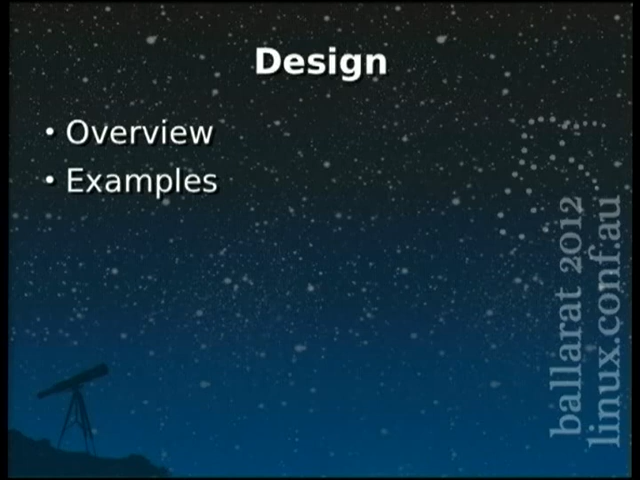 Design
• Overview
• Examples
ballarat 2012
linux.conf.au